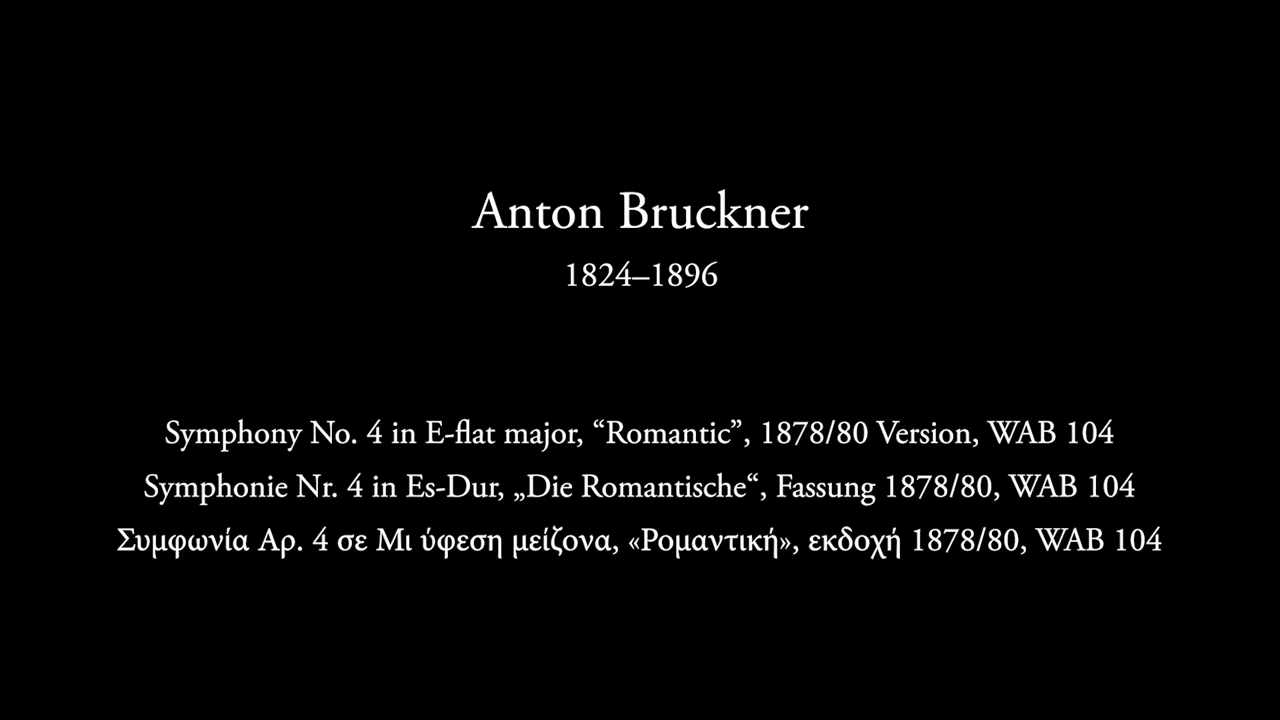 Anton Bruckner
1824–1896
Symphony No. 4 in E-flat major, “Romantic”, 1878/80 Version, WAB 104
Symphonie Nr. 4 in Es-Dur, „Die Romantische“, Fassung 1878/80, WAB 104
Συμφωνία Αρ. 4 σε Μι ύφεση μείζονα, «Ρομαντική», εκδοχή 1878/80, WAB 104